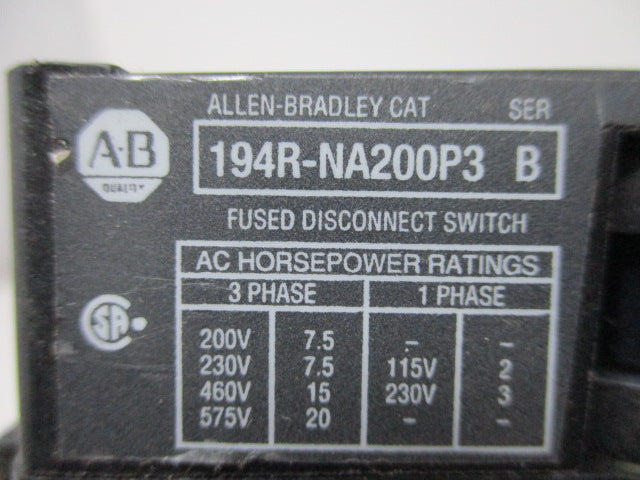 ALLEN-BRADLEY CAT SER
A·B
QUALITY
194R-NA200P3 B
FUSED DISCONNECT SWITCH
AC HORSEPOWER RATINGS
3 PHASE 1 PHASE
200V 7.5 – –
230V 7.5 115V 2
460V 15 230V 3
575V 20 – –
SA